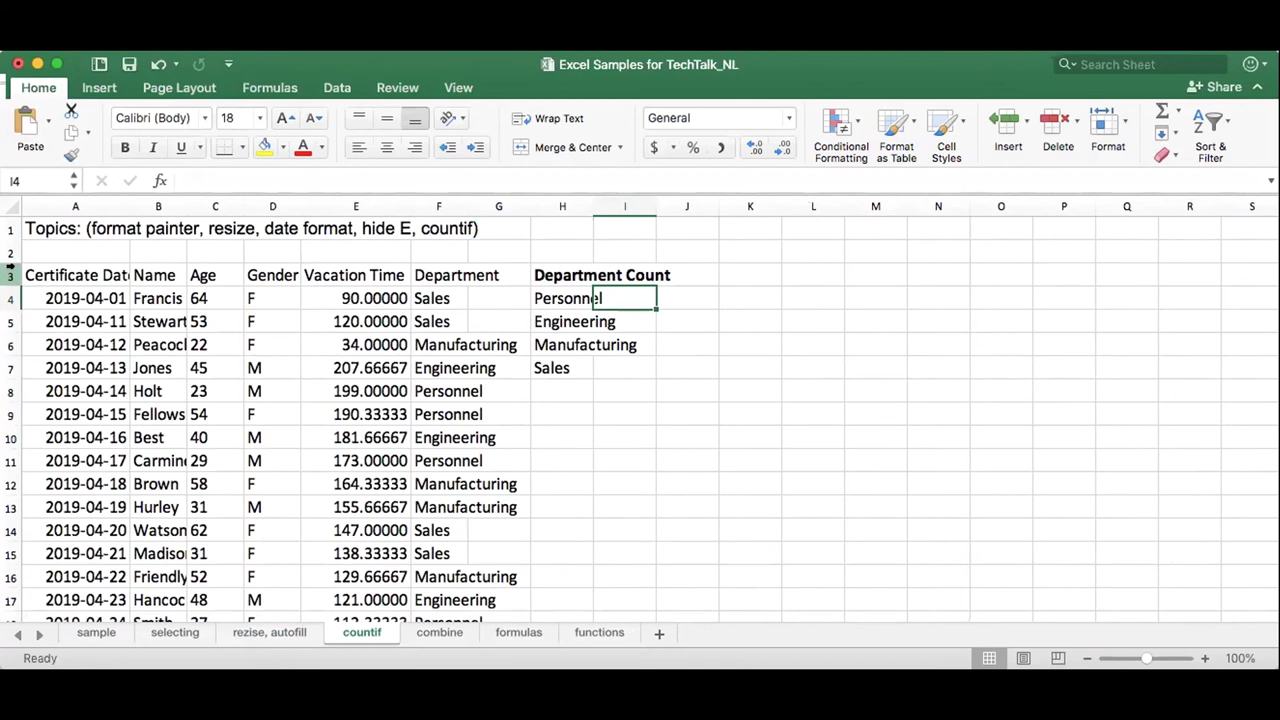 Excel Samples for TechTalk_NL
Search Sheet
Home Insert Page Layout Formulas Data Review View
Share
Paste
Calibri (Body) 18
A A
B I U A
Wrap Text
Merge & Center
General
$ % )
Conditional Formatting
Format as Table
Cell Styles
Insert
Delete
Format
Sort & Filter
I4 fx
A B C D E F G H I J K L M N O P Q R S
1 Topics: (format painter, resize, date format, hide E, countif)
2
3 Certificate Date Name Age Gender Vacation Time Department Department Count
4 2019-04-01 Francis 64 F 90.00000 Sales Personnel
5 2019-04-11 Stewart 53 F 120.00000 Sales Engineering
6 2019-04-12 Peacock 22 F 34.00000 Manufacturing Manufacturing
7 2019-04-13 Jones 45 M 207.66667 Engineering Sales
8 2019-04-14 Holt 23 M 199.00000 Personnel
9 2019-04-15 Fellows 54 F 190.33333 Personnel
10 2019-04-16 Best 40 M 181.66667 Engineering
11 2019-04-17 Carmine 29 M 173.00000 Personnel
12 2019-04-18 Brown 58 F 164.33333 Manufacturing
13 2019-04-19 Hurley 31 M 155.66667 Manufacturing
14 2019-04-20 Watson 62 F 147.00000 Sales
15 2019-04-21 Madison 31 F 138.33333 Sales
16 2019-04-22 Friendly 52 F 129.66667 Manufacturing
17 2019-04-23 Hancoc 48 M 121.00000 Engineering
sample selecting rezise, autofill countif combine formulas functions
Ready 100%